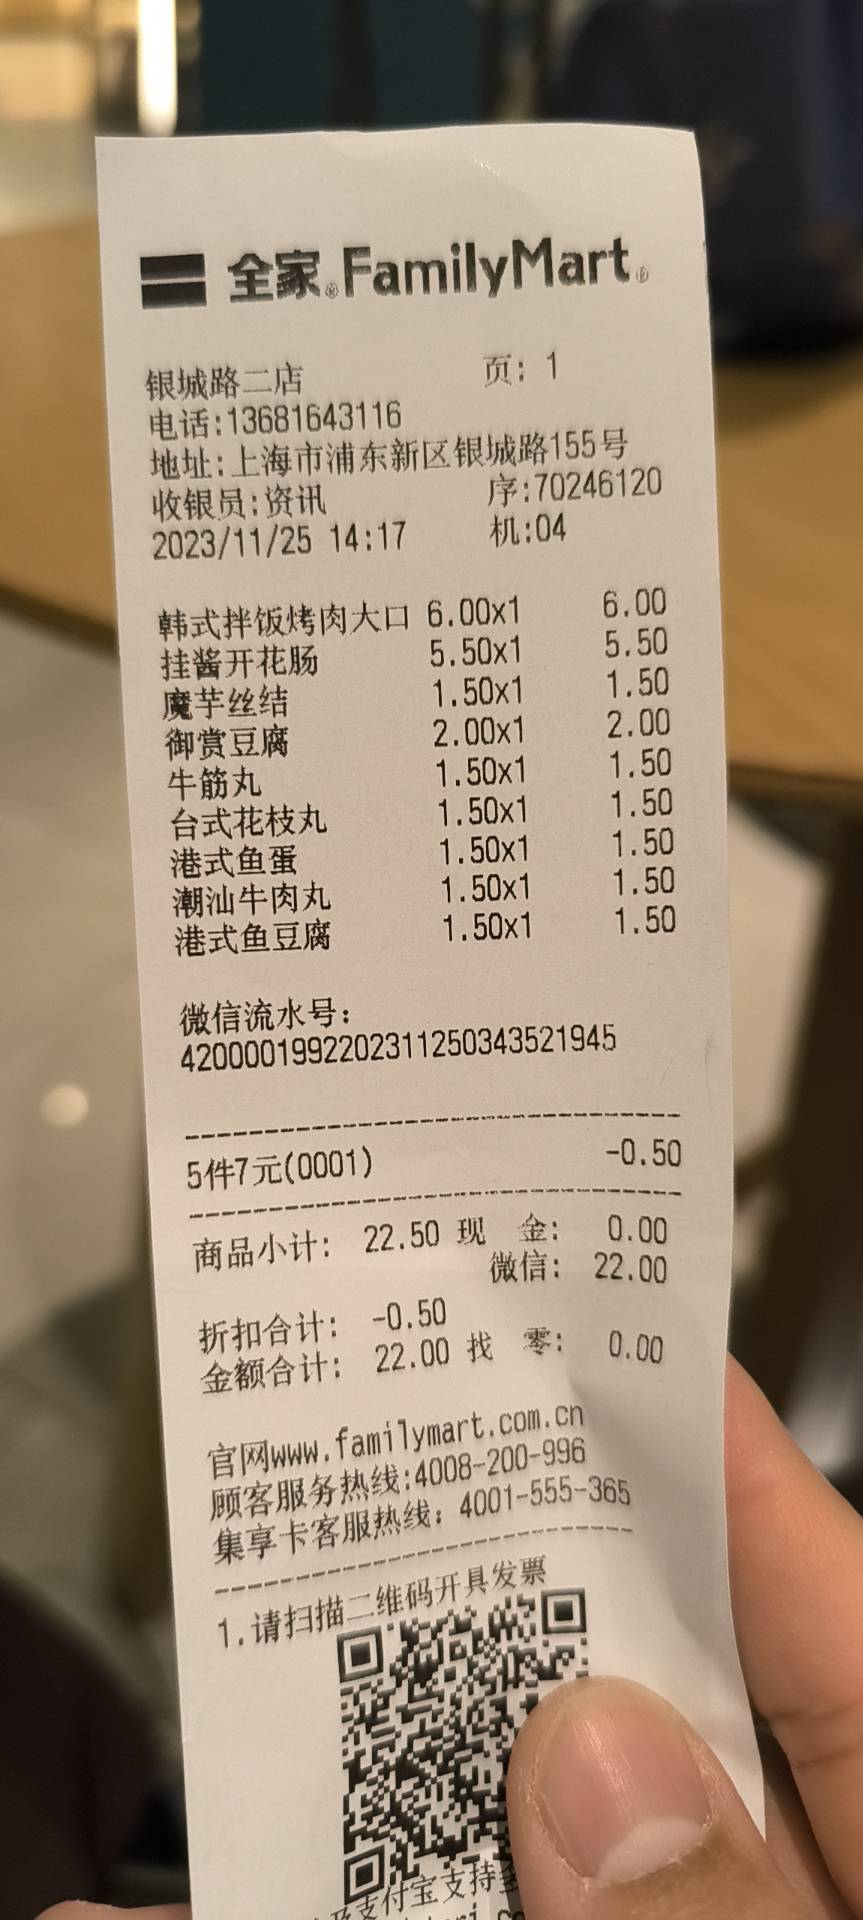 全家®FamilyMart®
银城路二店 页: 1
电话:13681643116
地址:上海市浦东新区银城路155号
收银员:资讯 序:70246120
2023/11/25 14:17 机:04
韩式拌饭烤肉大口 6.00x1 6.00
挂酱开花肠 5.50x1 5.50
魔芋丝结 1.50x1 1.50
御赏豆腐 2.00x1 2.00
牛筋丸 1.50x1 1.50
台式花枝丸 1.50x1 1.50
港式鱼蛋 1.50x1 1.50
潮汕牛肉丸 1.50x1 1.50
港式鱼豆腐 1.50x1 1.50
微信流水号:
4200001992202311250343521945
5件7元(0001) -0.50
商品小计: 22.50 现 金: 0.00
微信: 22.00
折扣合计: -0.50
金额合计: 22.00 找 零: 0.00
官网www.familymart.com.cn
顾客服务热线:4008-200-996
集享卡客服热线: 4001-555-365
1.请扫描二维码开具发票
及支付宝支持